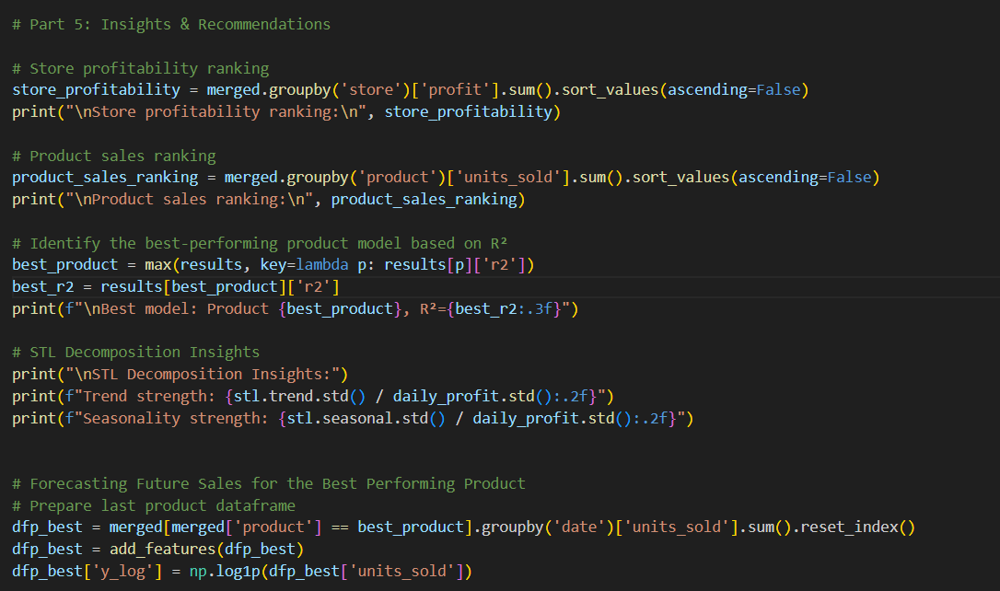 # Part 5: Insights & Recommendations
# Store profitability ranking
store_profitability = merged.groupby('store')['profit'].sum().sort_values(ascending=False)
print("\nStore profitability ranking:\n", store_profitability)
# Product sales ranking
product_sales_ranking = merged.groupby('product')['units_sold'].sum().sort_values(ascending=False)
print("\nProduct sales ranking:\n", product_sales_ranking)
# Identify the best-performing product model based on R²
best_product = max(results, key=lambda p: results[p]['r2'])
best_r2 = results[best_product]['r2']
print(f"\nBest model: Product {best_product}, R²={best_r2:.3f}")
# STL Decomposition Insights
print("\nSTL Decomposition Insights:")
print(f"Trend strength: {stl.trend.std() / daily_profit.std():.2f}")
print(f"Seasonality strength: {stl.seasonal.std() / daily_profit.std():.2f}")
# Forecasting Future Sales for the Best Performing Product
# Prepare last product dataframe
dfp_best = merged[merged['product'] == best_product].groupby('date')['units_sold'].sum().reset_index()
dfp_best = add_features(dfp_best)
dfp_best['y_log'] = np.log1p(dfp_best['units_sold'])